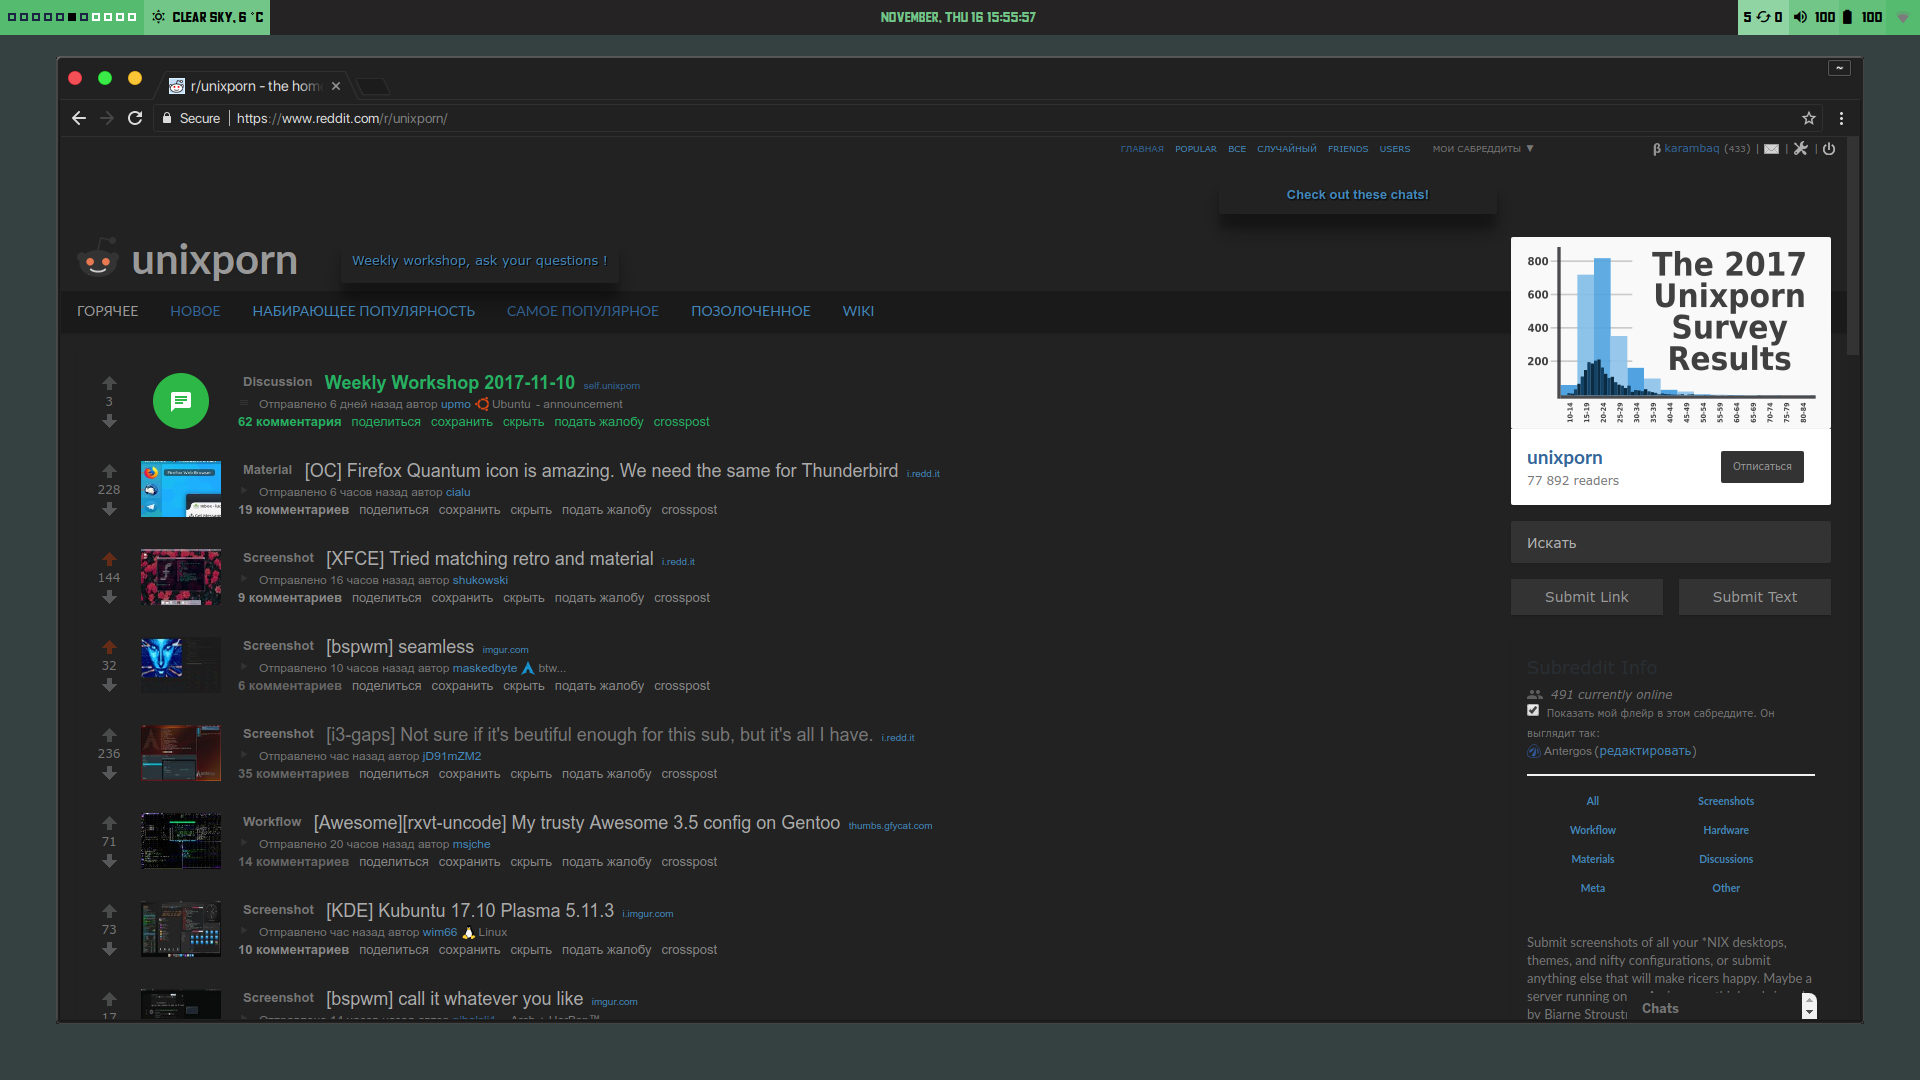 CLEAR SKY, 6 °C
NOVEMBER, THU 16 15:55:57
5 0 100 100
r/unixporn - the hom
~
Secure https://www.reddit.com/r/unixporn/
ГЛАВНАЯ POPULAR ВСЕ СЛУЧАЙНЫЙ FRIENDS USERS МОИ САБРЕДДИТЫ ▼
β karambaq (433) | | |
Check out these chats!
unixporn
Weekly workshop, ask your questions !
ГОРЯЧЕЕ НОВОЕ НАБИРАЮЩЕЕ ПОПУЛЯРНОСТЬ САМОЕ ПОПУЛЯРНОЕ ПОЗОЛОЧЕННОЕ WIKI
Discussion Weekly Workshop 2017-11-10 self.unixporn
3
Отправлено 6 дней назад автор upmo Ubuntu - announcement
62 комментария поделиться сохранить скрыть подать жалобу crosspost
Material [OC] Firefox Quantum icon is amazing. We need the same for Thunderbird i.redd.it
228
Отправлено 6 часов назад автор cialu
19 комментариев поделиться сохранить скрыть подать жалобу crosspost
Screenshot [XFCE] Tried matching retro and material i.redd.it
144
Отправлено 16 часов назад автор shukowski
9 комментариев поделиться сохранить скрыть подать жалобу crosspost
Screenshot [bspwm] seamless imgur.com
32
Отправлено 10 часов назад автор maskedbyte btw...
6 комментариев поделиться сохранить скрыть подать жалобу crosspost
Screenshot [i3-gaps] Not sure if it's beutiful enough for this sub, but it's all I have. i.redd.it
236
Отправлено час назад автор jD91mZM2
35 комментариев поделиться сохранить скрыть подать жалобу crosspost
Workflow [Awesome][rxvt-uncode] My trusty Awesome 3.5 config on Gentoo thumbs.gfycat.com
71
Отправлено 20 часов назад автор msjche
14 комментариев поделиться сохранить скрыть подать жалобу crosspost
Screenshot [KDE] Kubuntu 17.10 Plasma 5.11.3 i.imgur.com
73
Отправлено час назад автор wim66 Linux
10 комментариев поделиться сохранить скрыть подать жалобу crosspost
Screenshot [bspwm] call it whatever you like imgur.com
17
The 2017
Unixporn
Survey
Results
800
600
400
200
10-14 15-19 20-24 25-29 30-34 35-39 40-44 45-49 50-54 55-59 60-64 65-69 70-74 75-79 80-84
unixporn
77 892 readers
Отписаться
Искать
Submit Link Submit Text
Subreddit Info
491 currently online
Показать мой флейр в этом сабреддите. Он
выглядит так:
Antergos (редактировать)
All Screenshots
Workflow Hardware
Materials Discussions
Meta Other
Submit screenshots of all your *NIX desktops,
themes, and nifty configurations, or submit
anything else that will make ricers happy. Maybe a
server running on
by Bjarne Stroustr
Chats